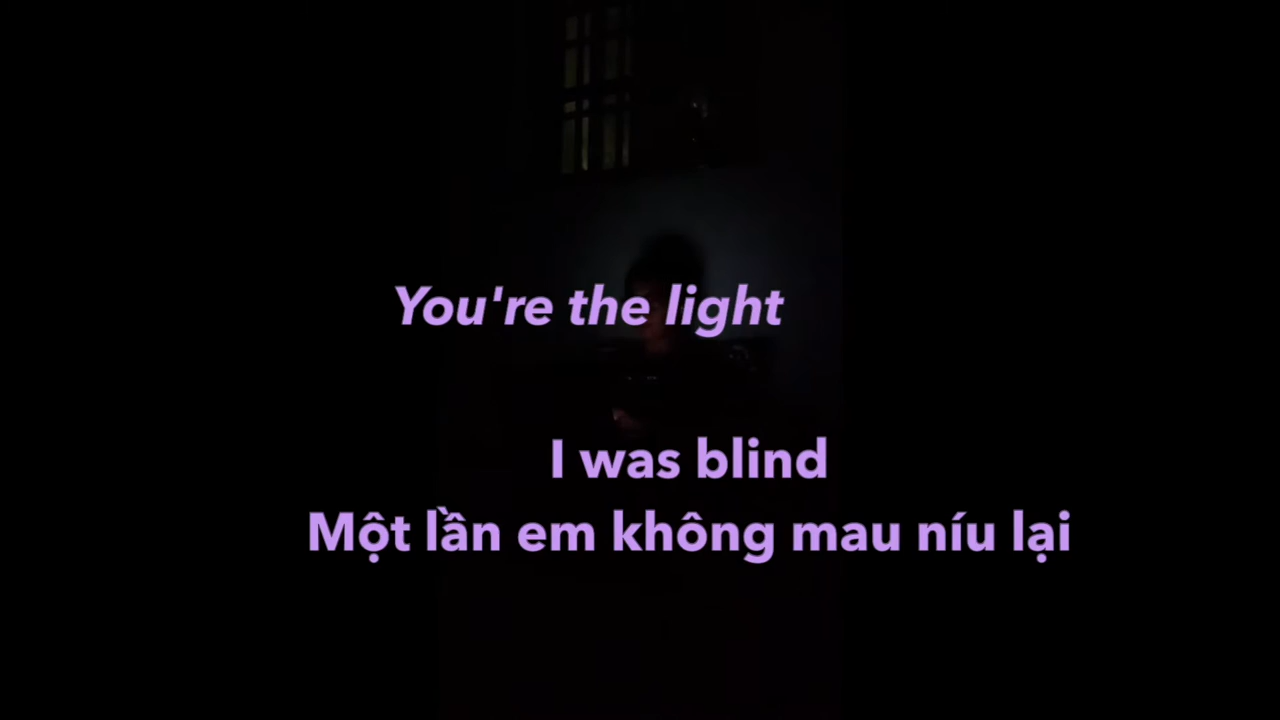 You're the light
I was blind
Một lần em không mau níu lại